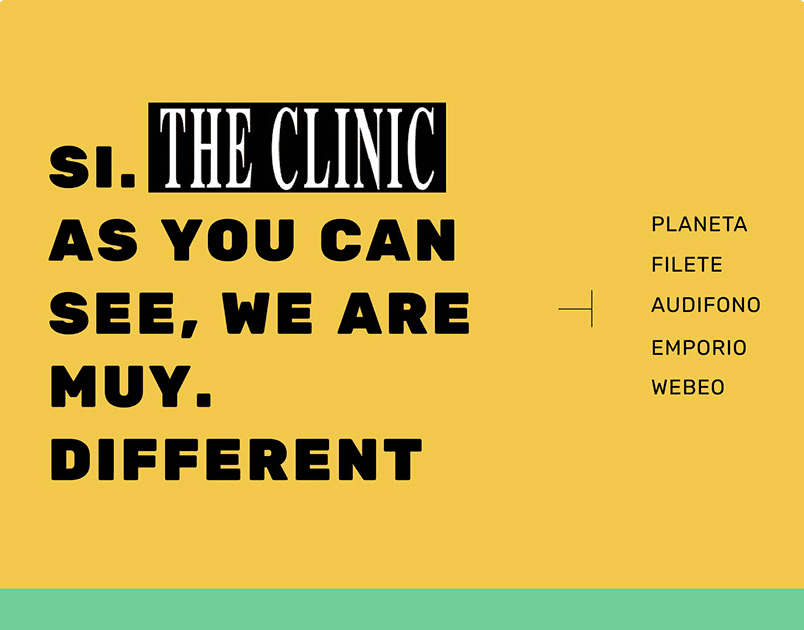 SI. THE CLINIC
AS YOU CAN
SEE, WE ARE
MUY.
DIFFERENT
PLANETA
FILETE
AUDIFONO
EMPORIO
WEBEO